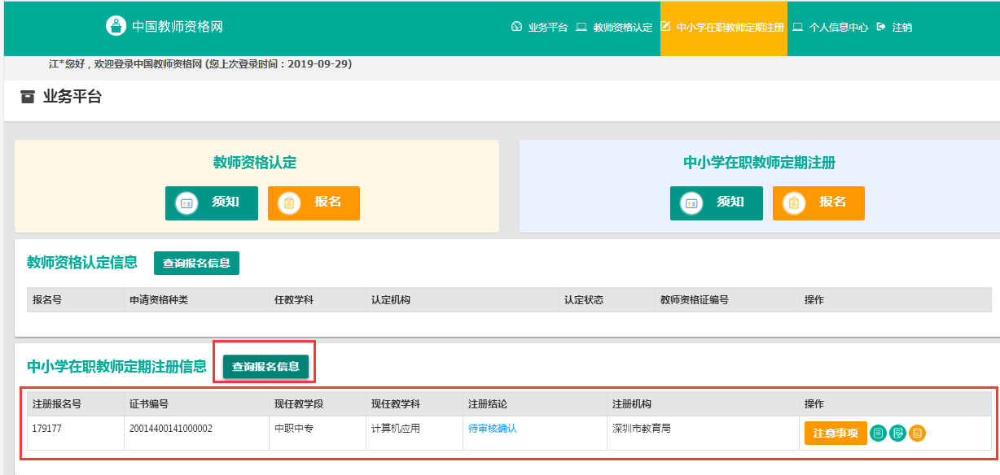 中国教师资格网
业务平台 教师资格认定 中小学在职教师定期注册 个人信息中心 注销
江*您好，欢迎登录中国教师资格网 (您上次登录时间：2019-09-29)
业务平台
教师资格认定
须知 报名
中小学在职教师定期注册
须知 报名
教师资格认定信息 查询报名信息
报名号 申请资格种类 任教学科 认定机构 认定状态 教师资格证编号 操作
中小学在职教师定期注册信息 查询报名信息
注册报名号 证书编号 现任教学段 现任教学科 注册结论 注册机构 操作
179177 20014400141000002 中职中专 计算机应用 待审核确认 深圳市教育局 注意事项